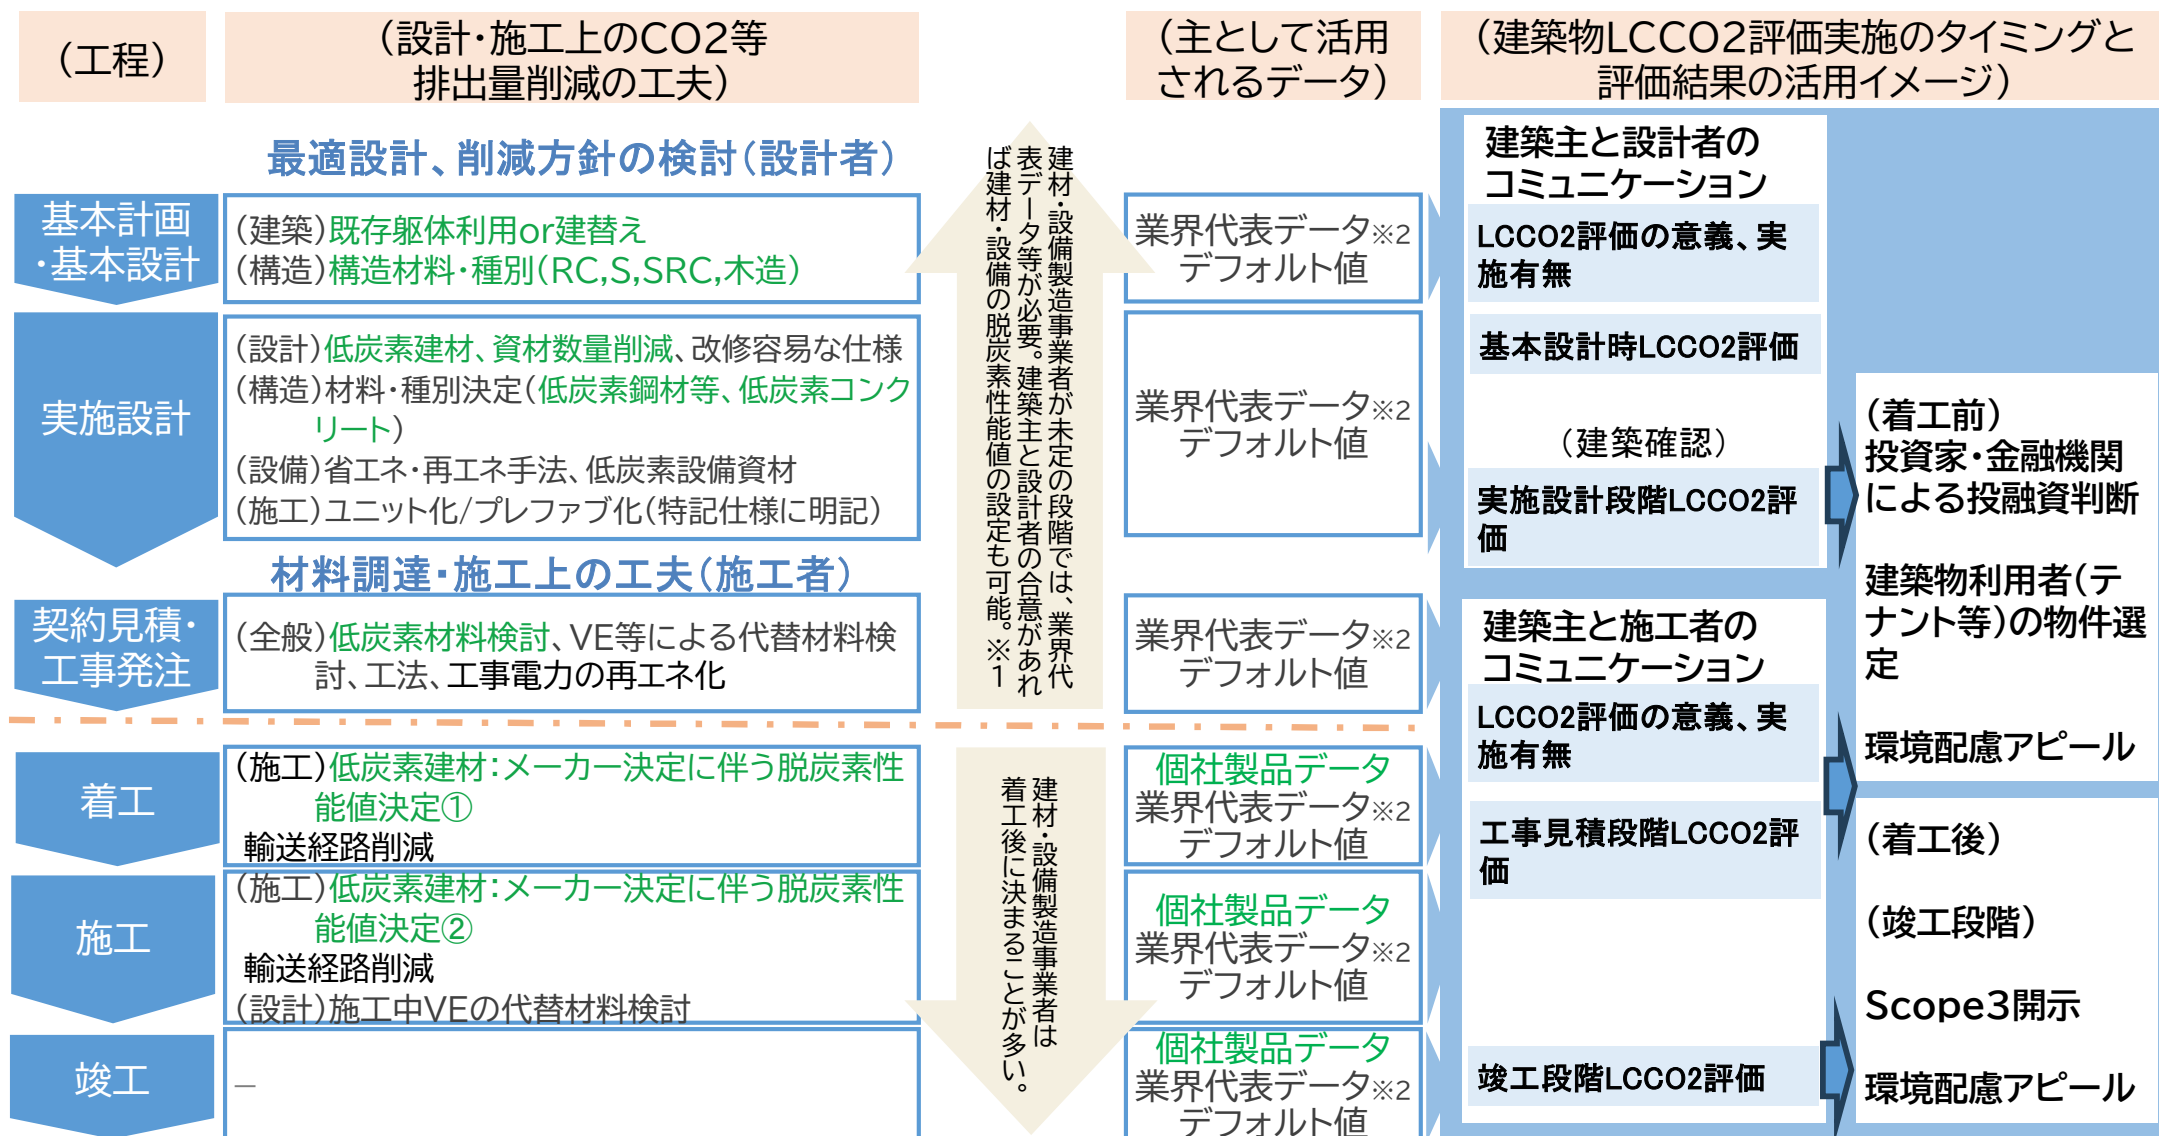 （工程）
（設計・施工上のCO2等
排出量削減の工夫）
（主として活用
されるデータ）
（建築物LCCO2評価実施のタイミングと
評価結果の活用イメージ）
最適設計、削減方針の検討（設計者）
基本計画
・基本設計
（建築）既存躯体利用or建替え
（構造）構造材料・種別（RC,S,SRC,木造）
実施設計
（設計）低炭素建材、資材数量削減、改修容易な仕様
（構造）材料・種別決定（低炭素鋼材等、低炭素コンク
リート）
（設備）省エネ・再エネ手法、低炭素設備資材
（施工）ユニット化/プレファブ化（特記仕様に明記）
材料調達・施工上の工夫（施工者）
契約見積・
工事発注
（全般）低炭素材料検討、VE等による代替材料検
討、工法、工事電力の再エネ化
着工
（施工）低炭素建材：メーカー決定に伴う脱炭素性
能値決定①
輸送経路削減
施工
（施工）低炭素建材：メーカー決定に伴う脱炭素性
能値決定②
輸送経路削減
（設計）施工中VEの代替材料検討
竣工
－
建材・設備製造事業者が未定の段階では、業界代
表データ等が必要。建築主と設計者の合意があれ
ば建材・設備の脱炭素性能値の設定も可能。※１
建材・設備製造事業者は
着工後に決まることが多い。
業界代表データ※2
デフォルト値
業界代表データ※2
デフォルト値
業界代表データ※2
デフォルト値
個社製品データ
業界代表データ※2
デフォルト値
個社製品データ
業界代表データ※2
デフォルト値
個社製品データ
業界代表データ※2
デフォルト値
建築主と設計者の
コミュニケーション
LCCO2評価の意義、実
施有無
基本設計時LCCO2評価
（建築確認）
実施設計段階LCCO2評
価
建築主と施工者の
コミュニケーション
LCCO2評価の意義、実
施有無
工事見積段階LCCO2評
価
竣工段階LCCO2評価
（着工前）
投資家・金融機関
による投融資判断
建築物利用者（テ
ナント等）の物件選
定
環境配慮アピール
（着工後）
（竣工段階）
Scope3開示
環境配慮アピール